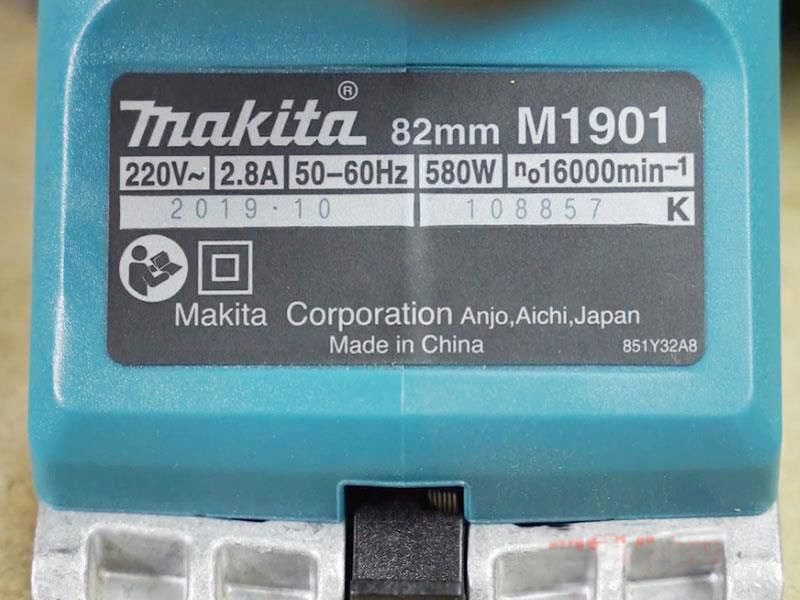 makita® 82mm M1901
220V~ 2.8A 50-60Hz 580W n₀16000min⁻¹
2019.10 108857 K
Makita Corporation Anjo,Aichi,Japan
Made in China 851Y32A8